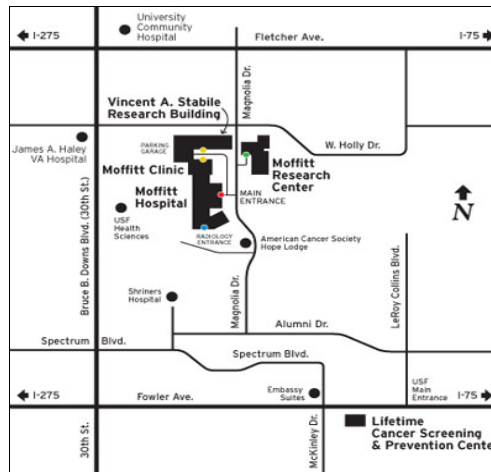 University
Community
Hospital
I-275
Fletcher Ave.
I-75
Magnolia Dr.
Vincent A. Stabile
Research Building
PARKING
GARAGE
W. Holly Dr.
James A. Haley
VA Hospital
Moffitt Clinic
Moffitt
Research
Center
Moffitt
Hospital
MAIN
ENTRANCE
N
USF
Health
Sciences
RADIOLOGY
ENTRANCE
American Cancer Society
Hope Lodge
Bruce B. Downs Blvd. (30th St.)
LeRoy Collins Blvd.
Shriners
Hospital
Magnolia Dr.
Alumni Dr.
Spectrum Blvd.
Spectrum Blvd.
Embassy
Suites
USF
Main
Entrance
I-275
Fowler Ave.
I-75
30th St.
McKinley Dr.
Lifetime
Cancer Screening
& Prevention Cente